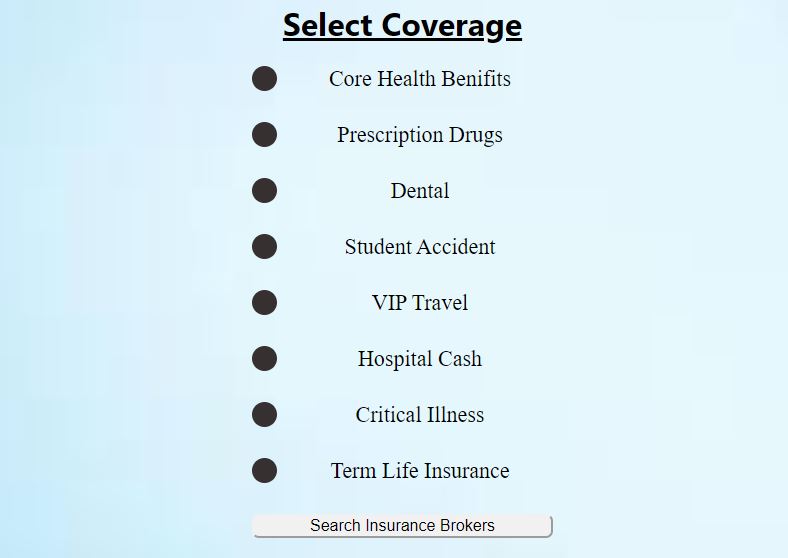 Select Coverage
Core Health Benifits
Prescription Drugs
Dental
Student Accident
VIP Travel
Hospital Cash
Critical Illness
Term Life Insurance
Search Insurance Brokers